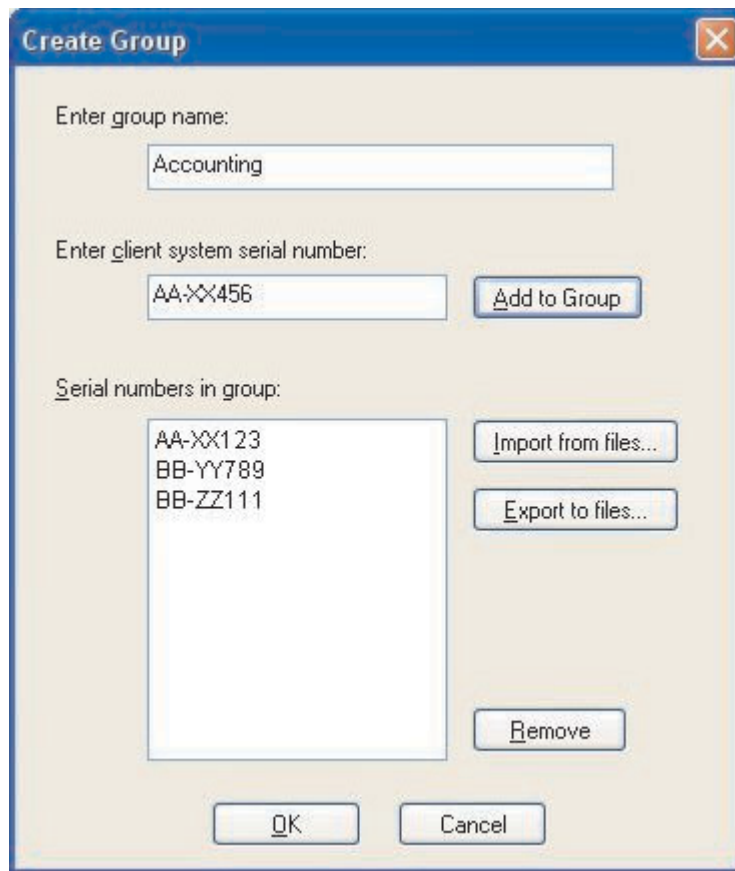 Create Group
Enter group name:
Accounting
Enter client system serial number:
AA-XX456
Add to Group
Serial numbers in group:
AA-XX123
BB-YY789
BB-ZZ111
Import from files...
Export to files...
Remove
OK
Cancel